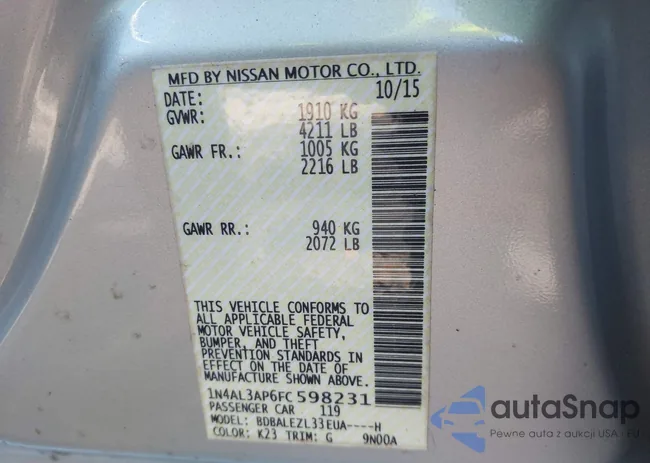 MFD BY NISSAN MOTOR CO., LTD.
DATE: 10/15
GVWR: 1910 KG
4211 LB
GAWR FR.: 1005 KG
2216 LB
GAWR RR.: 940 KG
2072 LB
THIS VEHICLE CONFORMS TO
ALL APPLICABLE FEDERAL
MOTOR VEHICLE SAFETY,
BUMPER, AND THEFT
PREVENTION STANDARDS IN
EFFECT ON THE DATE OF
MANUFACTURE SHOWN ABOVE.
1N4AL3AP6FC598231
PASSENGER CAR 119
BDBALEZL33EUA----H
COLOR: K23 TRIM: G 9N00A
autoSnap
Pewne auta z aukcji USA - EU